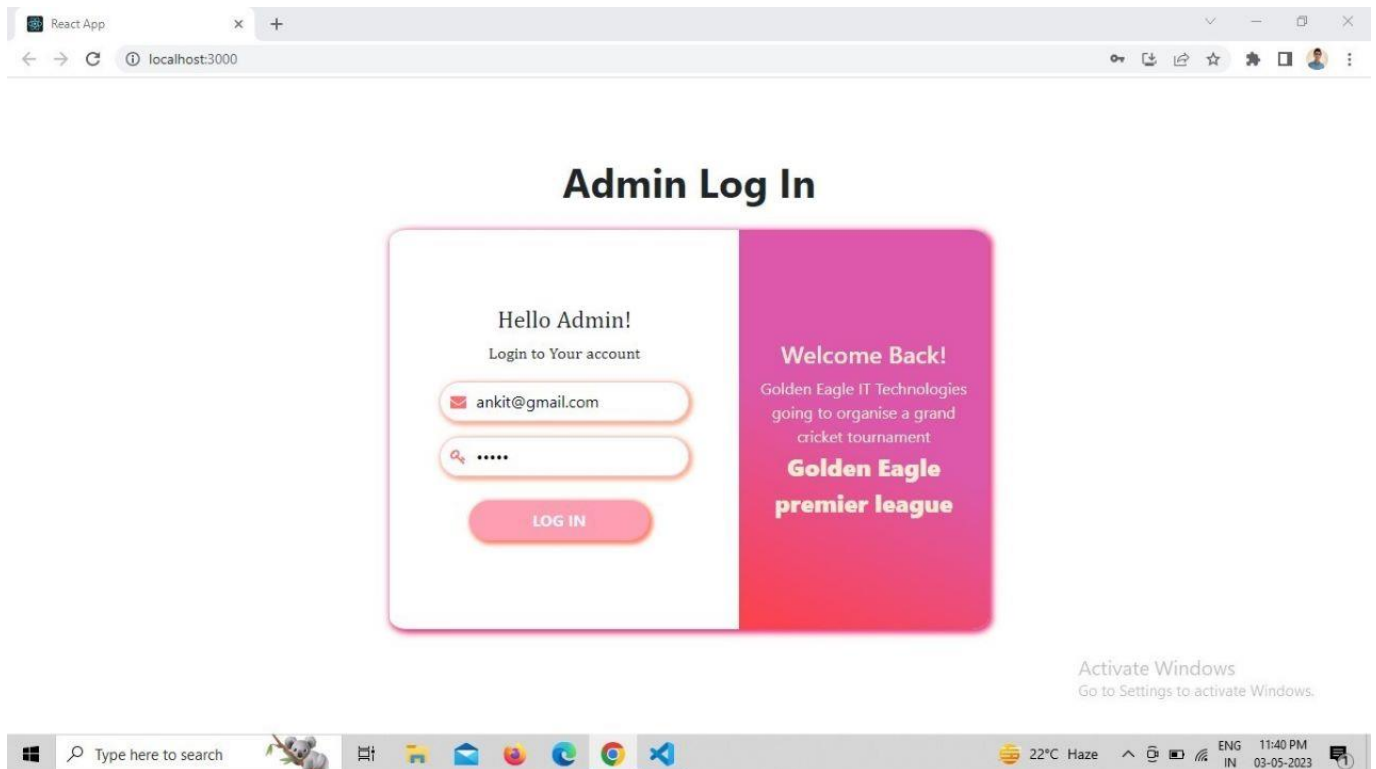 React App
localhost:3000
Admin Log In
Hello Admin!
Login to Your account
ankit@gmail.com
•••••
LOG IN
Welcome Back!
Golden Eagle IT Technologies
going to organise a grand
cricket tournament
Golden Eagle
premier league
Activate Windows
Go to Settings to activate Windows.
Type here to search
22°C Haze
ENG
IN
11:40 PM
03-05-2023
1